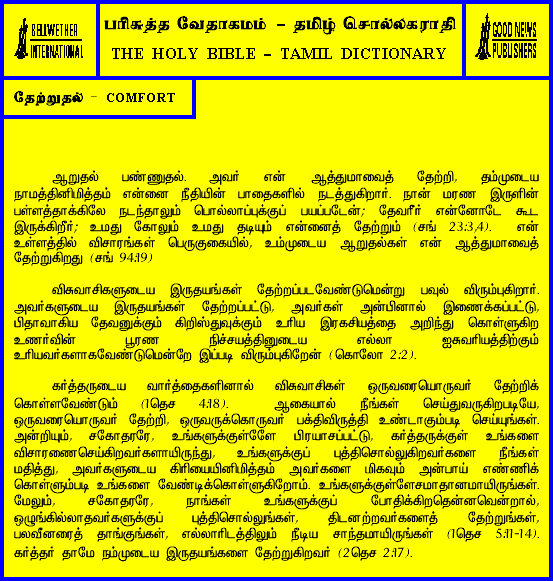 BELLWETHER
INTERNATIONAL
பரிசுத்த வேதாகமம் - தமிழ் சொல்லகராதி
THE HOLY BIBLE - TAMIL DICTIONARY
GOOD NEWS
PUBLISHERS
தேற்றுதல் - COMFORT
ஆறுதல் பண்ணுதல். அவர் என் ஆத்துமாவைத் தேற்றி, தம்முடைய
நாமத்தினிமித்தம் என்னை நீதியின் பாதைகளில் நடத்துகிறார். நான் மரண இருளின்
பள்ளத்தாக்கிலே நடந்தாலும் பொல்லாப்புக்குப் பயப்படேன்; தேவரீர் என்னோடே கூட
இருக்கிறீர்; உமது கோலும் உமது தடியும் என்னைத் தேற்றும் (சங் 23:3,4). என்
உள்ளத்தில் விசாரங்கள் பெருகுகையில், உம்முடைய ஆறுதல்கள் என் ஆத்துமாவைத்
தேற்றுகிறது (சங் 94:19)
விசுவாசிகளுடைய இருதயங்கள் தேற்றப்படவேண்டுமென்று பவுல் விரும்புகிறார்.
அவர்களுடைய இருதயங்கள் தேற்றப்பட்டு, அவர்கள் அன்பினால் இணைக்கப்பட்டு,
பிதாவாகிய தேவனுக்கும் கிறிஸ்துவுக்கும் உரிய இரகசியத்தை அறிந்து கொள்ளுகிற
உணர்வின் பூரண நிச்சயத்தினுடைய எல்லா ஐசுவரியத்திற்கும்
உரியவர்களாகவேண்டுமென்றே இப்படி விரும்புகிறேன் (கொலோ 2:2).
கர்த்தருடைய வார்த்தைகளினால் விசுவாசிகள் ஒருவரையொருவர் தேற்றிக்
கொள்ளவேண்டும் (1தெச 4:18). ஆகையால் நீங்கள் செய்துவருகிறபடியே,
ஒருவரையொருவர் தேற்றி, ஒருவருக்கொருவர் பக்திவிருத்தி உண்டாகும்படி செய்யுங்கள்.
அன்றியும், சகோதரரே, உங்களுக்குள்ளே பிரயாசப்பட்டு, கர்த்தருக்குள் உங்களை
விசாரணைசெய்கிறவர்களாயிருந்து, உங்களுக்குப் புத்திசொல்லுகிறவர்களை நீங்கள்
மதித்து, அவர்களுடைய கிரியையினிமித்தம் அவர்களை மிகவும் அன்பாய் எண்ணிக்
கொள்ளும்படி உங்களை வேண்டிக்கொள்ளுகிறோம். உங்களுக்குள்ளேசமாதானமாயிருங்கள்.
மேலும், சகோதரரே, நாங்கள் உங்களுக்குப் போதிக்கிறதென்னவென்றால்,
ஒழுங்கில்லாதவர்களுக்குப் புத்திசொல்லுங்கள், திடனற்றவர்களைத் தேற்றுங்கள்,
பலவீனரைத் தாங்குங்கள், எல்லாரிடத்திலும் நீடிய சாந்தமாயிருங்கள் (1தெச 5:11-14).
கர்த்தர் தாமே நம்முடைய இருதயங்களை தேற்றுகிறவர் (2தெச 2:17).